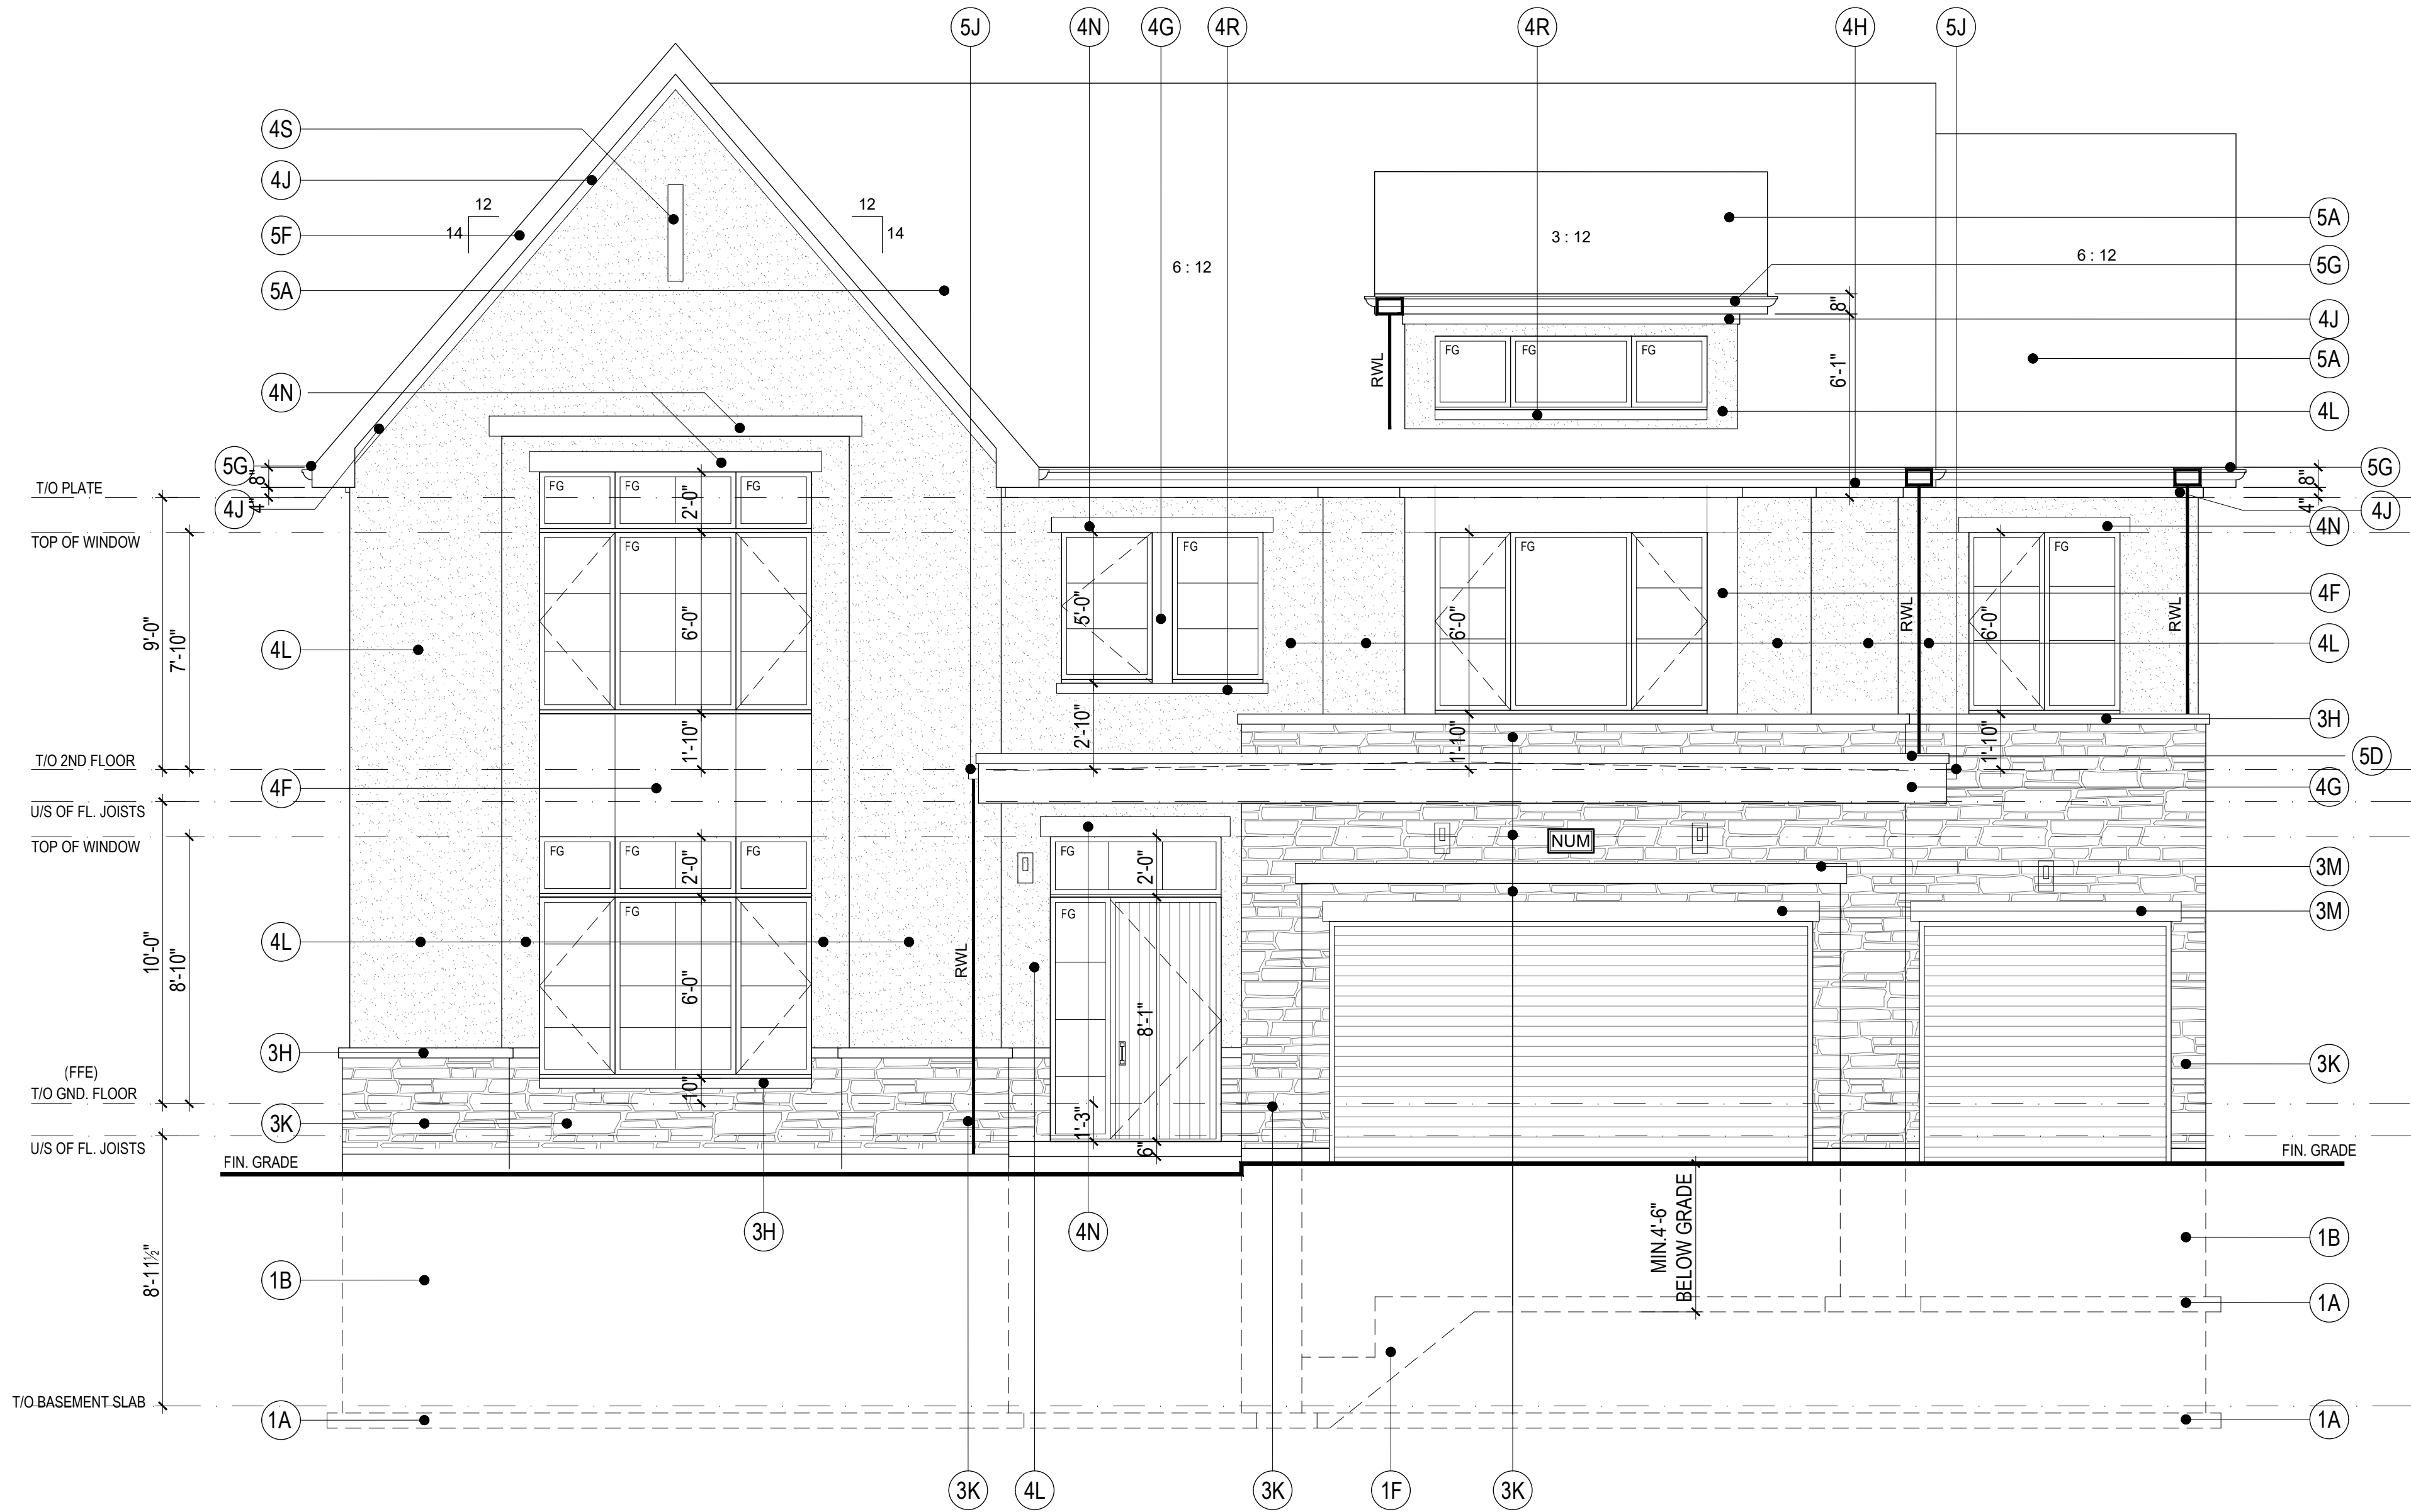 5J 4N 4G 4R 4R 4H 5J
4S
4J
12 12
14 14
5F
5A
3 : 12
5G
6 : 12 6 : 12
5A
8"
4J
FG FG FG
RWL
6'-1"
5A
4N
4R
4L
5G 8"
5G 8"
T/O PLATE
4J 4"
4" 4J
FG FG FG 2'-0"
4N
TOP OF WINDOW
FG FG FG FG
9'-0"
7'-10"
6'-0" 5'-0" 6'-0" RWL 6'-0" RWL
4F
4L
4L
1'-10" 2'-10" 1'-10" 1'-10"
3H
T/O 2ND FLOOR
5D
4F
4G
U/S OF FL. JOISTS
TOP OF WINDOW
NUM
FG FG FG 2'-0" FG 2'-0"
3M
FG FG
3M
4L
10'-0"
8'-10"
RWL
6'-0" 8'-1"
3H
3K
(FFE)
T/O GND. FLOOR
10"
3K
1'-3"
U/S OF FL. JOISTS
6"
FIN. GRADE FIN. GRADE
3H 4N
MIN.4'-6"
BELOW GRADE
1B
8'-11½"
1B
1A
T/O BASEMENT SLAB
1A 1A
3K 4L 3K 1F 3K